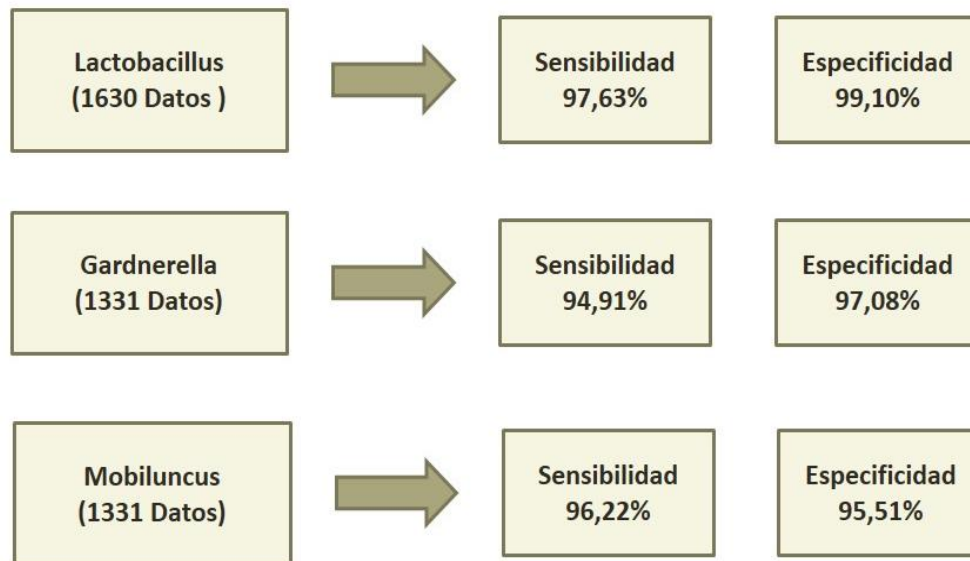 Lactobacillus
(1630 Datos )
Sensibilidad
97,63%
Especificidad
99,10%
Gardnerella
(1331 Datos)
Sensibilidad
94,91%
Especificidad
97,08%
Mobiluncus
(1331 Datos)
Sensibilidad
96,22%
Especificidad
95,51%